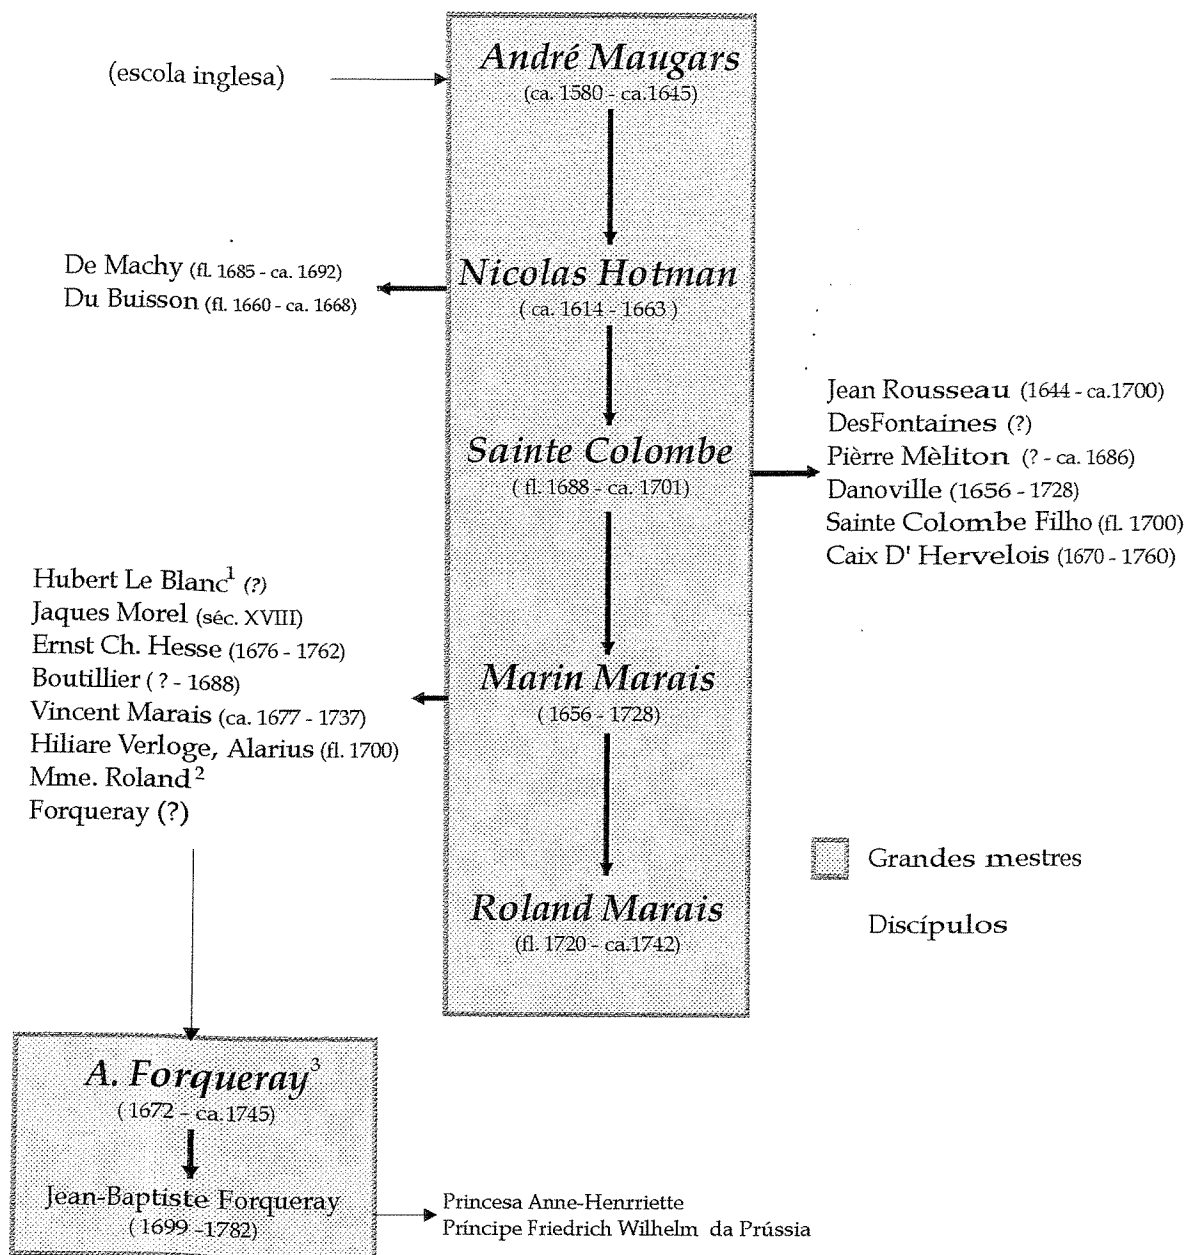 (escola inglesa)
André Maugars
(ca. 1580 - ca.1645)
De Machy (fl. 1685 - ca. 1692)
Du Buisson (fl. 1660 - ca. 1668)
Nicolas Hotman
( ca. 1614 - 1663 )
Sainte Colombe
( fl. 1688 - ca. 1701)
Jean Rousseau (1644 - ca.1700)
DesFontaines (?)
Pièrre Mèliton (? - ca. 1686)
Danoville (1656 - 1728)
Sainte Colombe Filho (fl. 1700)
Caix D' Hervelois (1670 - 1760)
Hubert Le Blanc¹ (?)
Jaques Morel (séc. XVIII)
Ernst Ch. Hesse (1676 - 1762)
Boutillier ( ? - 1688)
Vincent Marais (ca. 1677 - 1737)
Hiliare Verloge, Alarius (fl. 1700)
Mme. Roland²
Forqueray (?)
Marin Marais
( 1656 - 1728)
Roland Marais
(fl. 1720 - ca.1742)
Grandes mestres
Discípulos
A. Forqueray³
( 1672 - ca.1745)
Jean-Baptiste Forqueray
(1699 -1782)
Princesa Anne-Henrriette
Príncipe Friedrich Wilhelm da Prússia